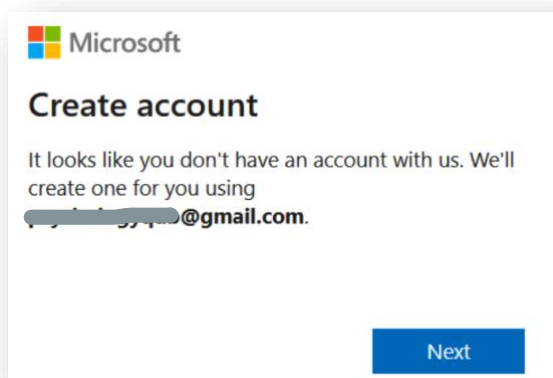 Microsoft
Create account
It looks like you don't have an account with us. We'll
create one for you using
@gmail.com.
Next